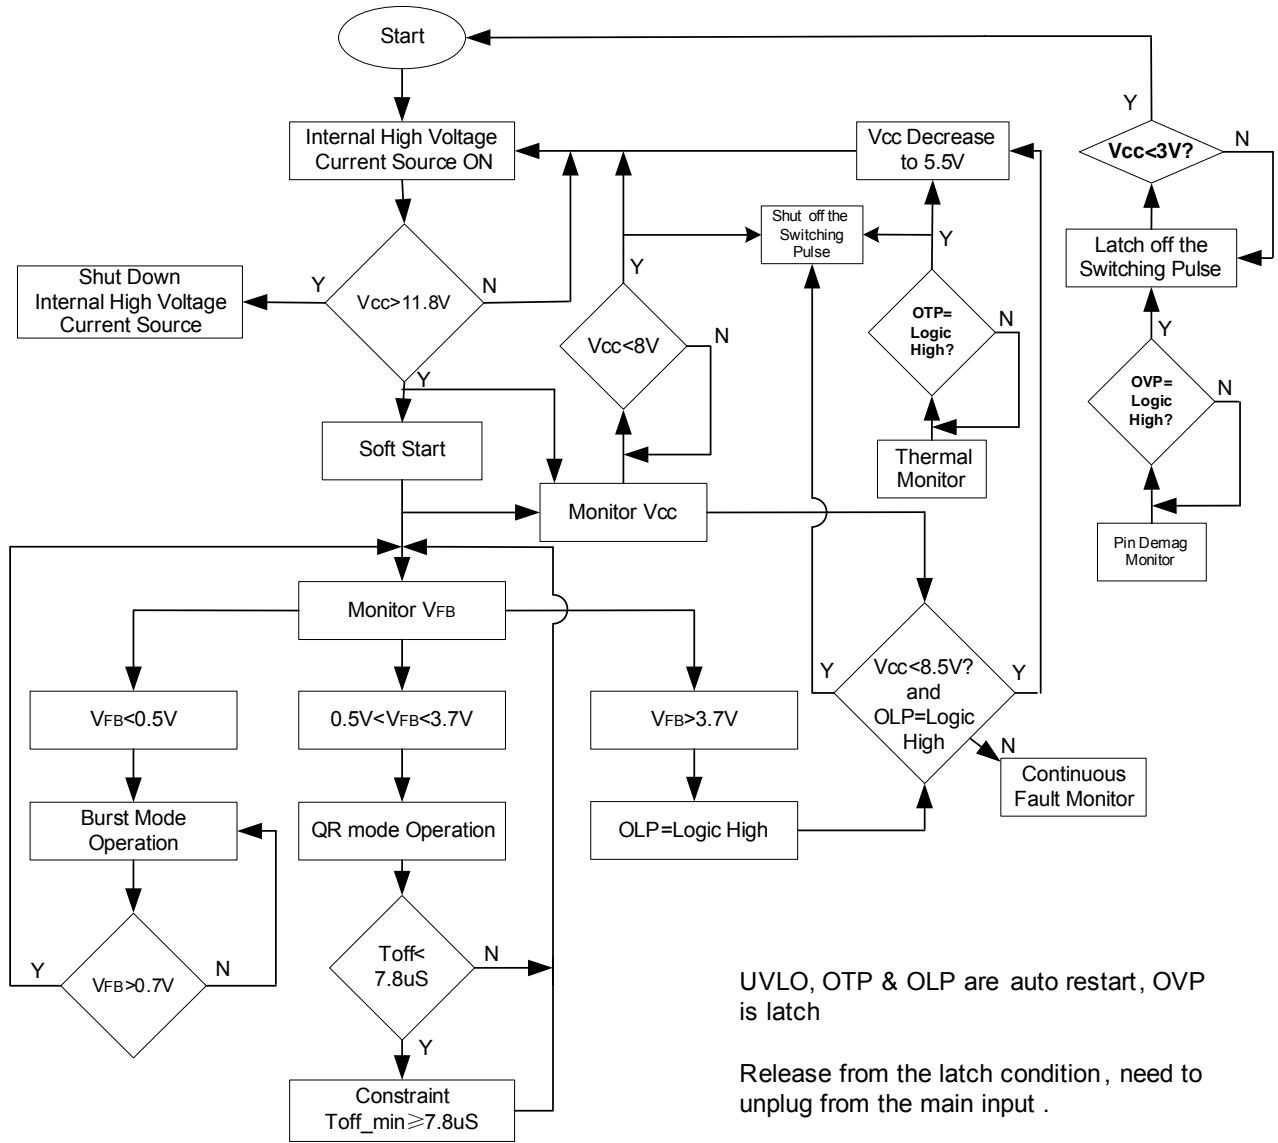 Start
Y
Internal High Voltage
Current Source ON
Vcc Decrease
to 5.5V
Vcc<3V?
N
Shut off the
Switching
Pulse
Y
Latch off the
Switching Pulse
Shut Down
Internal High Voltage
Current Source
Y
Vcc>11.8V
N
Y
Vcc<8V
N
OTP=
Logic
High?
N
Y
OVP=
Logic
High?
N
Y
Soft Start
Thermal
Monitor
Monitor Vcc
Pin Demag
Monitor
Monitor VFB
VFB<0.5V
0.5V<VFB<3.7V
VFB>3.7V
Y
Vcc<8.5V?
and
OLP=Logic
High
Y
N
Continuous
Fault Monitor
Burst Mode
Operation
QR mode Operation
OLP=Logic High
Y
VFB>0.7V
N
Toff<
7.8uS
N
Y
Constraint
Toff_min≥7.8uS
UVLO, OTP & OLP are auto restart, OVP
is latch
Release from the latch condition, need to
unplug from the main input .